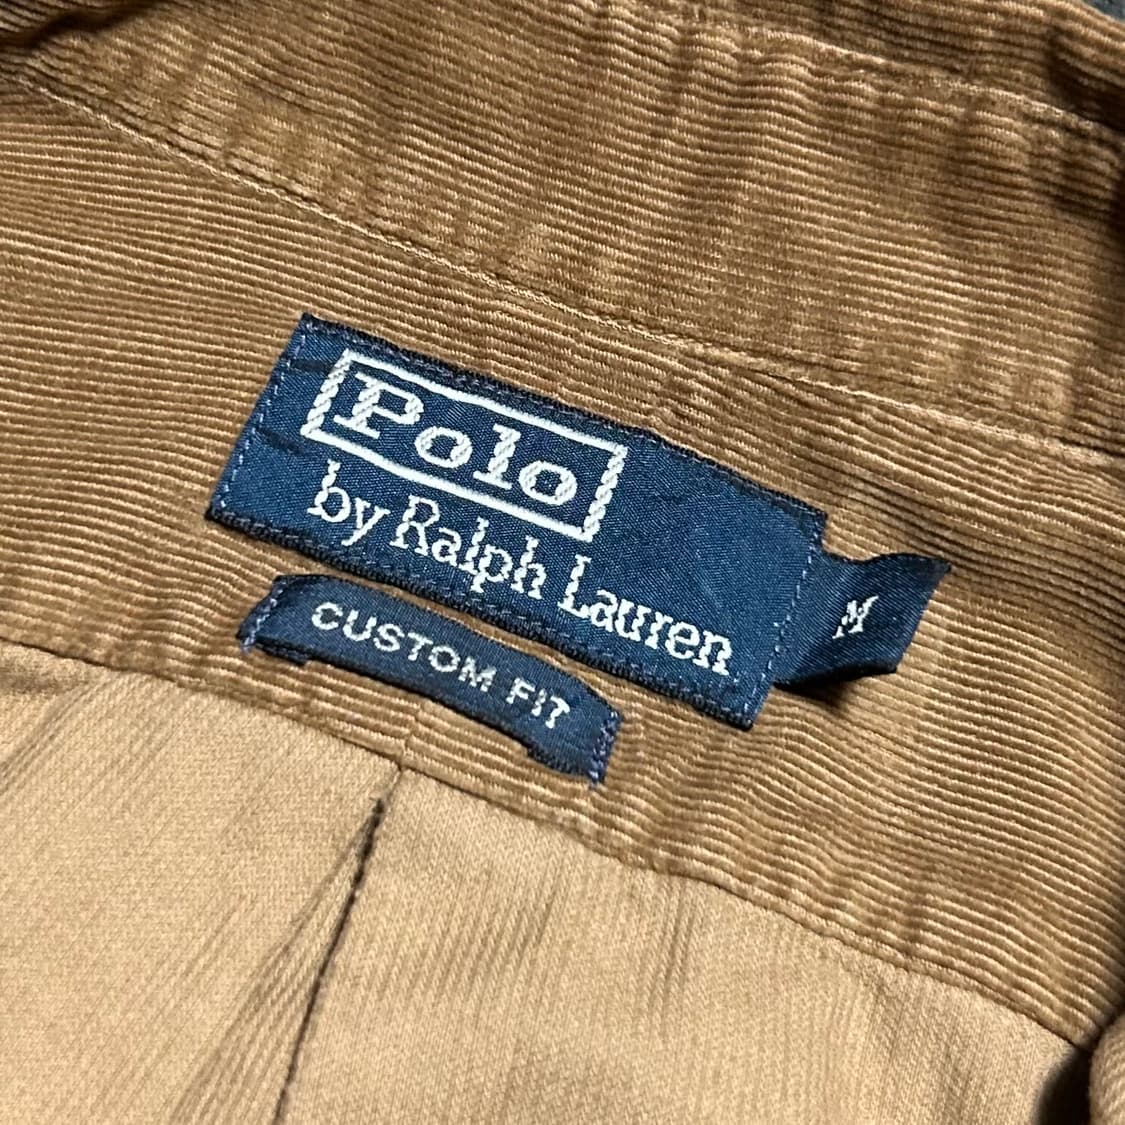 Polo
by Ralph Lauren
M
CUSTOM FIT